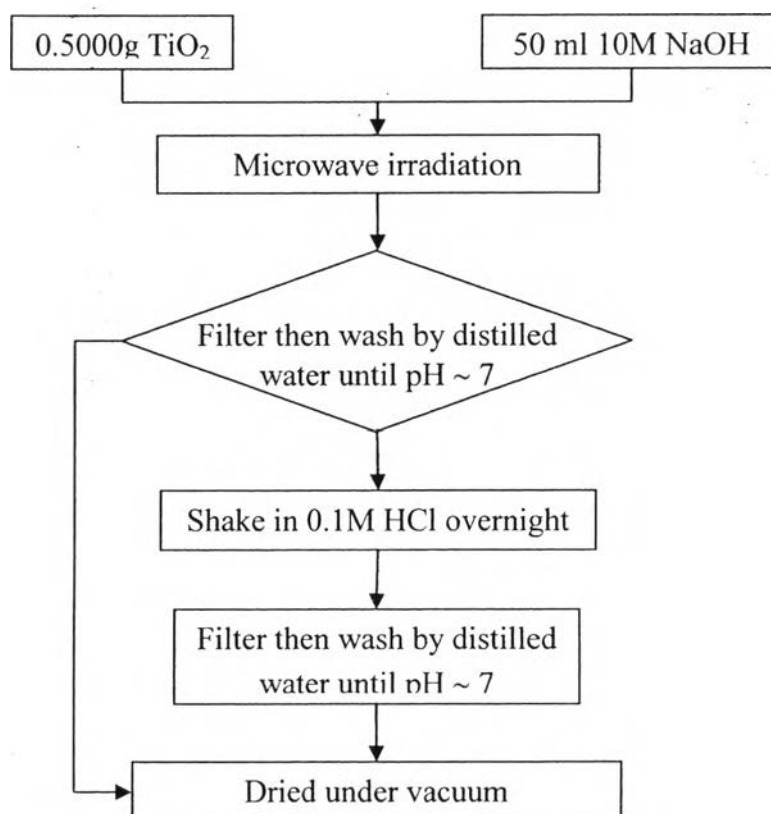 0.5000g TiO₂
50 ml 10M NaOH
Microwave irradiation
Filter then wash by distilled
water until pH ~ 7
Shake in 0.1M HCl overnight
Filter then wash by distilled
water until pH ~ 7
Dried under vacuum